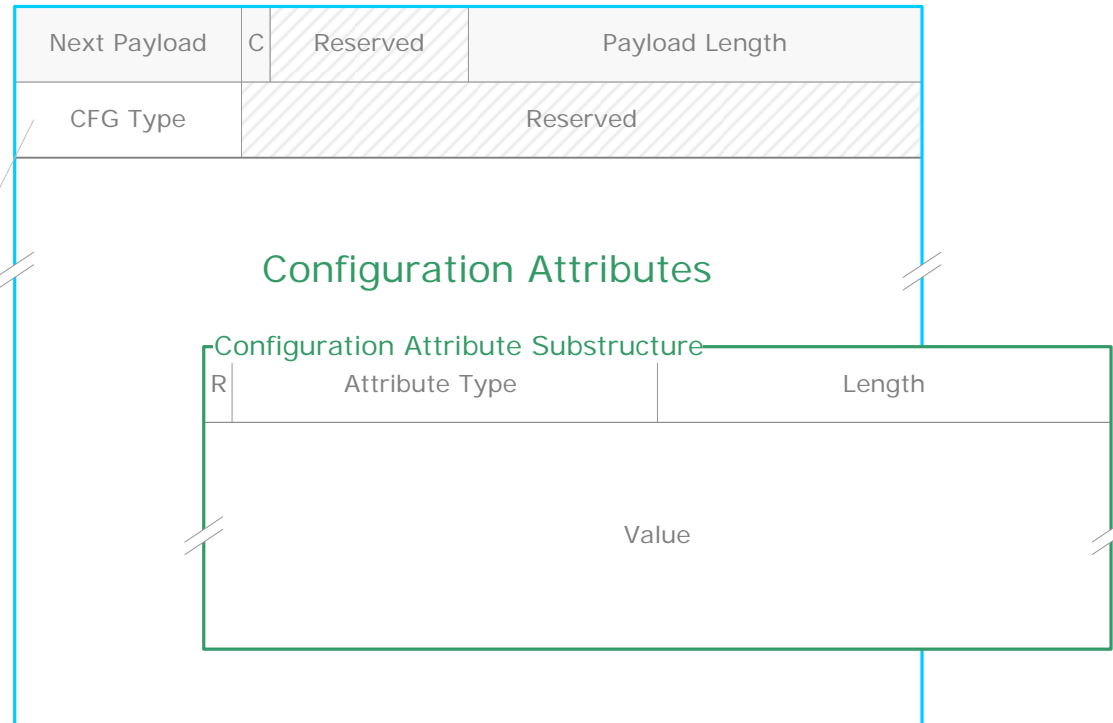 Next Payload C Reserved Payload Length
CFG Type Reserved
Configuration Attributes
Configuration Attribute Substructure
R Attribute Type Length
Value